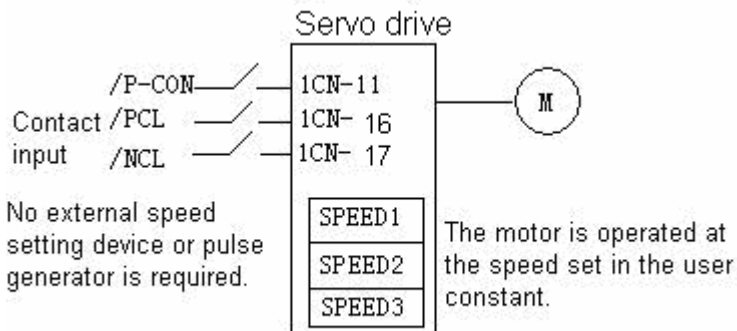 Servo drive
/P-CON 1CN-11
Contact /PCL 1CN- 16
input /NCL 1CN- 17
M
No external speed
setting device or pulse
generator is required.
SPEED1
SPEED2
SPEED3
The motor is operated at
the speed set in the user
constant.